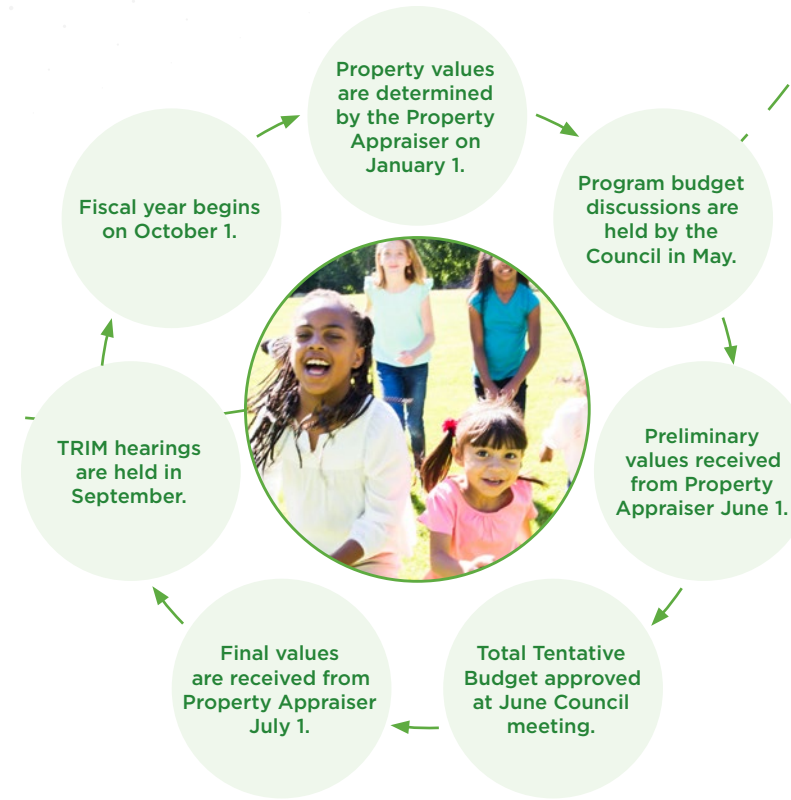 Property values
are determined
by the Property
Appraiser on
January 1.
Program budget
discussions are
held by the
Council in May.
Preliminary
values received
from Property
Appraiser June 1.
Total Tentative
Budget approved
at June Council
meeting.
Final values
are received from
Property Appraiser
July 1.
TRIM hearings
are held in
September.
Fiscal year begins
on October 1.